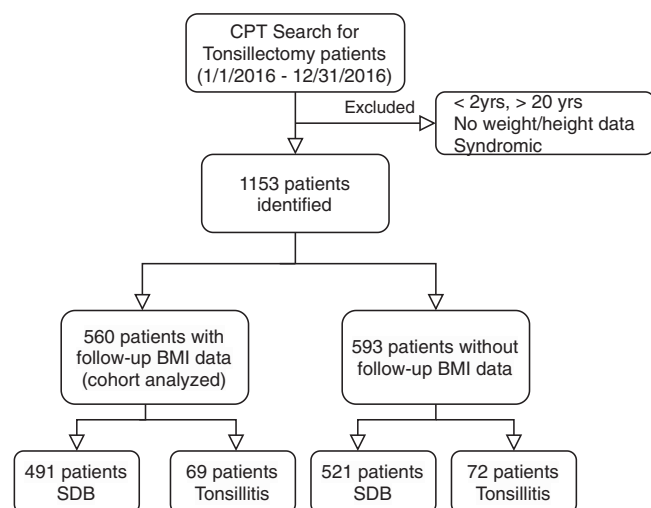 CPT Search for
Tonsillectomy patients
(1/1/2016 - 12/31/2016)
Excluded
< 2yrs, > 20 yrs
No weight/height data
Syndromic
1153 patients
identified
560 patients with
follow-up BMI data
(cohort analyzed)
593 patients without
follow-up BMI data
491 patients
SDB
69 patients
Tonsillitis
521 patients
SDB
72 patients
Tonsillitis